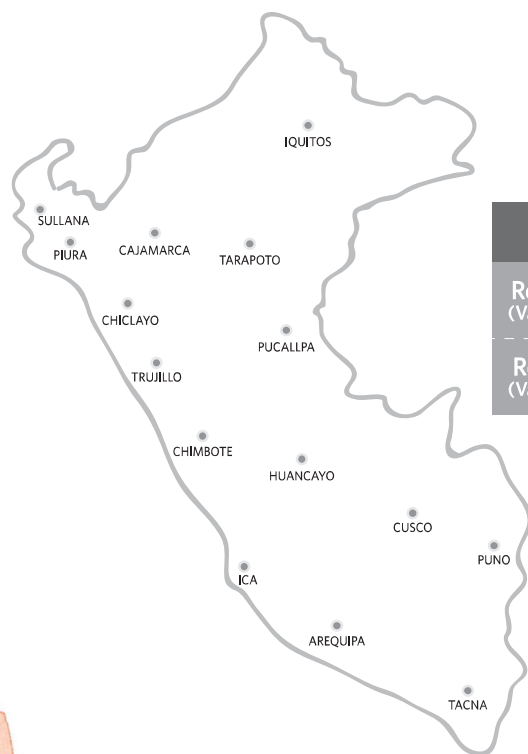 IQUITOS
SULLANA
PIURA
CAJAMARCA
TARAPOTO
CHICLAYO
PUCALLPA
TRUJILLO
CHIMBOTE
HUANCAYO
CUSCO
PUNO
ICA
AREQUIPA
TACNA